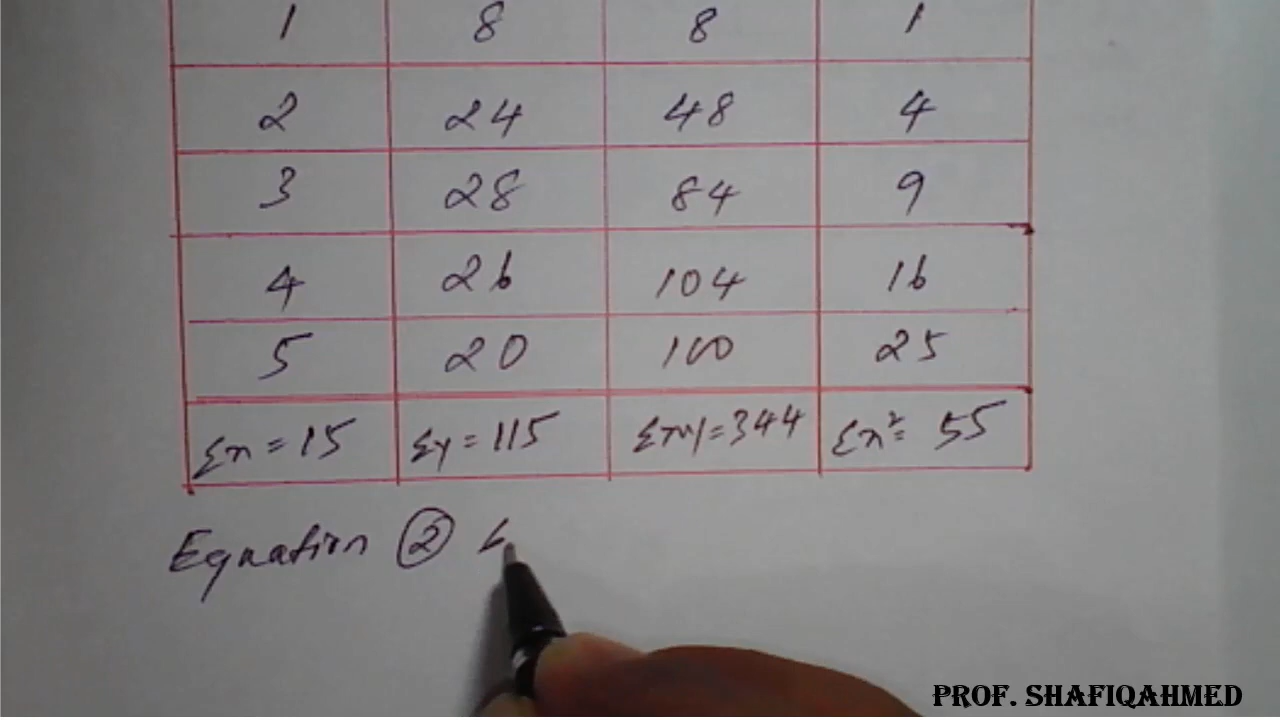 1 8 8 1
2 24 48 4
3 28 84 9
4 26 104 16
5 20 100 25
Σx = 15 Σy = 115 Σxy = 344 Σx² = 55
Equation ②
PROF. SHAFIQAHMED